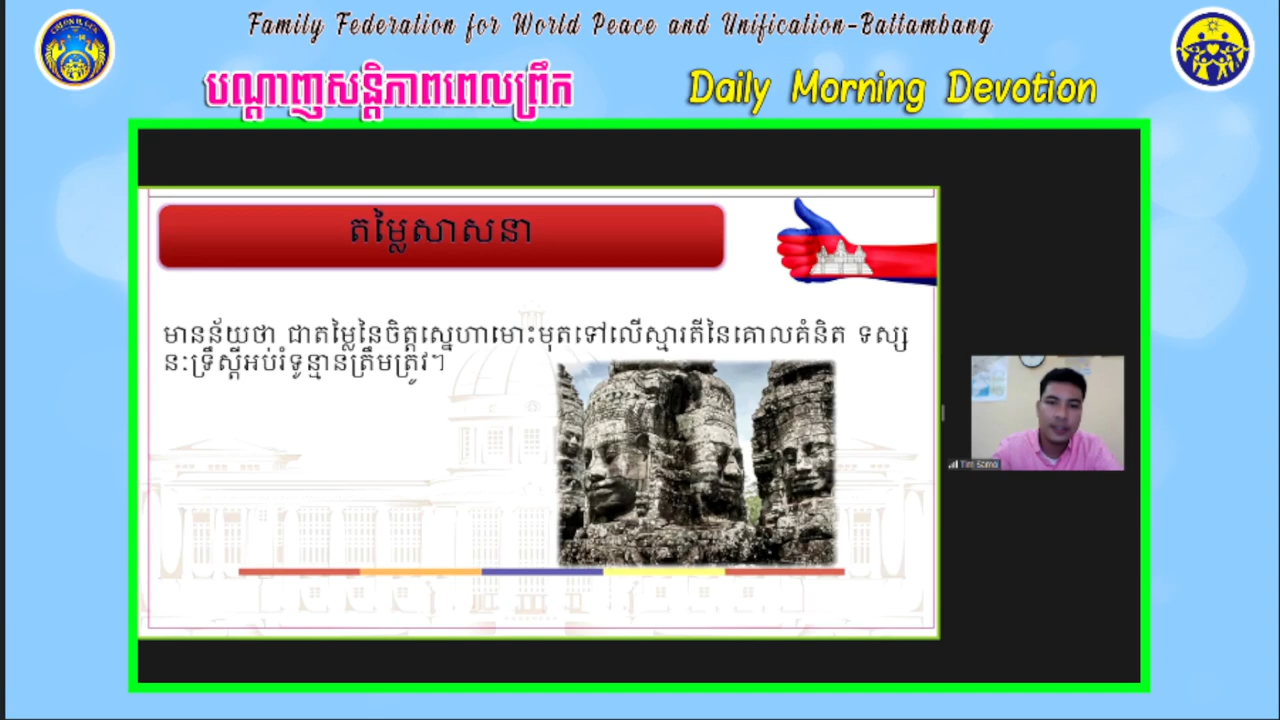 Family Federation for World Peace and Unification-Battambang
បណ្ដាញសន្តិភាពពេលព្រឹក
Daily Morning Devotion
តម្លៃសាសនា
មានន័យថា ជាតម្លៃនៃចិត្តស្នេហាមោះមុតទៅលើស្មារតីនៃគោលគំនិត ទស្ស
នៈទ្រឹស្តីអប់រំទូន្មានត្រឹមត្រូវ។